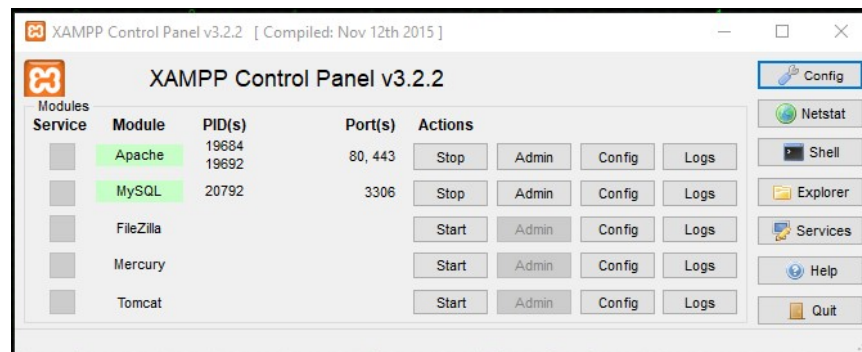 XAMPP Control Panel v3.2.2 [ Compiled: Nov 12th 2015 ]
XAMPP Control Panel v3.2.2
Config
Modules
Service Module PID(s) Port(s) Actions
Netstat
Apache 19684 19692 80, 443 Stop Admin Config Logs
Shell
MySQL 20792 3306 Stop Admin Config Logs
Explorer
FileZilla Start Admin Config Logs
Services
Mercury Start Admin Config Logs
Help
Tomcat Start Admin Config Logs
Quit